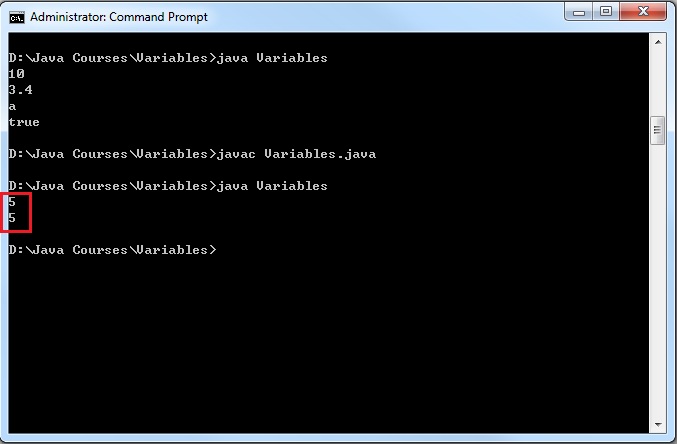 Administrator: Command Prompt
D:\Java Courses\Variables>java Variables
10
3.4
a
true
D:\Java Courses\Variables>javac Variables.java
D:\Java Courses\Variables>java Variables
5
5
D:\Java Courses\Variables>